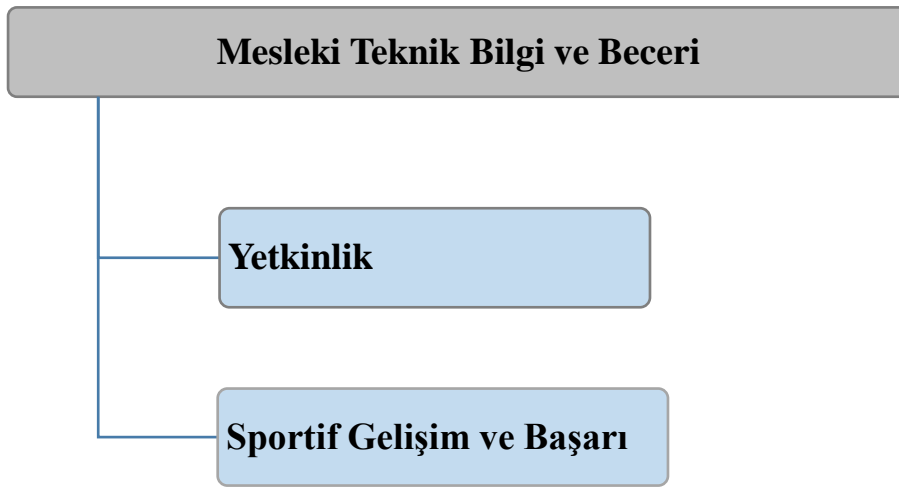 Mesleki Teknik Bilgi ve Beceri
Yetkinlik
Sportif Gelişim ve Başarı